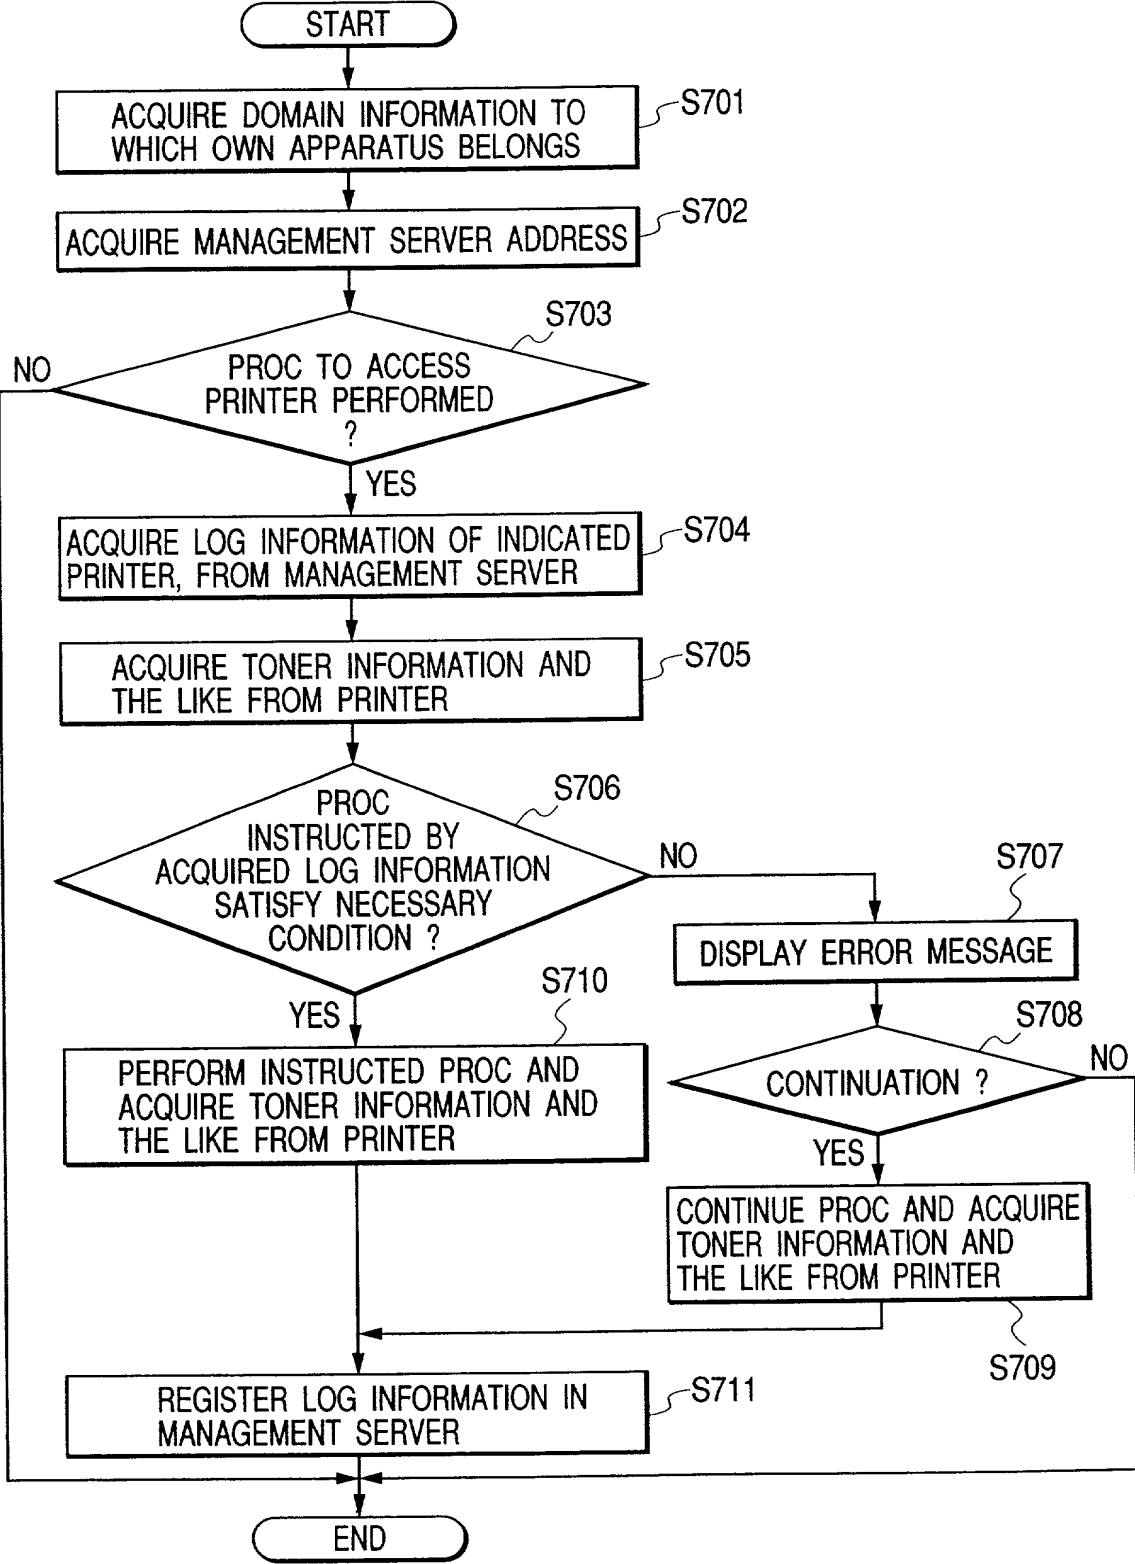 START
ACQUIRE DOMAIN INFORMATION TO
WHICH OWN APPARATUS BELONGS
S701
ACQUIRE MANAGEMENT SERVER ADDRESS
S702
S703
NO
PROC TO ACCESS
PRINTER PERFORMED
?
YES
ACQUIRE LOG INFORMATION OF INDICATED
PRINTER, FROM MANAGEMENT SERVER
S704
ACQUIRE TONER INFORMATION AND
THE LIKE FROM PRINTER
S705
S706
PROC
INSTRUCTED BY
ACQUIRED LOG INFORMATION
SATISFY NECESSARY
CONDITION ?
NO
S707
DISPLAY ERROR MESSAGE
YES
S710
S708
CONTINUATION ?
NO
PERFORM INSTRUCTED PROC AND
ACQUIRE TONER INFORMATION AND
THE LIKE FROM PRINTER
YES
CONTINUE PROC AND ACQUIRE
TONER INFORMATION AND
THE LIKE FROM PRINTER
S709
REGISTER LOG INFORMATION IN
MANAGEMENT SERVER
S711
END